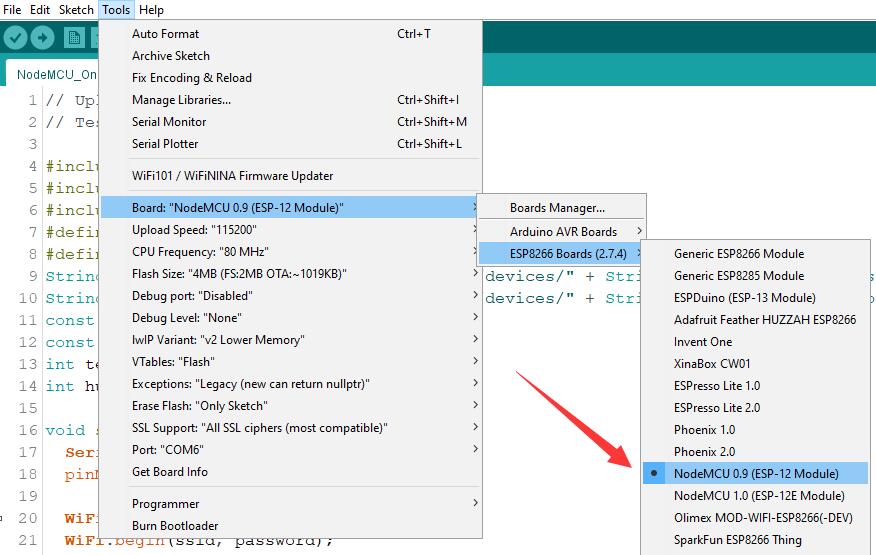 File Edit Sketch Tools Help
NodeMCU_On
Auto Format Ctrl+T
Archive Sketch
Fix Encoding & Reload
Manage Libraries... Ctrl+Shift+I
Serial Monitor Ctrl+Shift+M
Serial Plotter Ctrl+Shift+L
WiFi101 / WiFiNINA Firmware Updater
Board: "NodeMCU 0.9 (ESP-12 Module)"
Upload Speed: "115200"
CPU Frequency: "80 MHz"
Flash Size: "4MB (FS:2MB OTA:~1019KB)"
Debug port: "Disabled"
Debug Level: "None"
lwIP Variant: "v2 Lower Memory"
VTables: "Flash"
Exceptions: "Legacy (new can return nullptr)"
Erase Flash: "Only Sketch"
SSL Support: "All SSL ciphers (most compatible)"
Port: "COM6"
Get Board Info
Programmer
Burn Bootloader
Boards Manager...
Arduino AVR Boards
ESP8266 Boards (2.7.4)
Generic ESP8266 Module
Generic ESP8285 Module
ESPDuino (ESP-13 Module)
Adafruit Feather HUZZAH ESP8266
Invent One
XinaBox CW01
ESPresso Lite 1.0
ESPresso Lite 2.0
Phoenix 1.0
Phoenix 2.0
NodeMCU 0.9 (ESP-12 Module)
NodeMCU 1.0 (ESP-12E Module)
Olimex MOD-WIFI-ESP8266(-DEV)
SparkFun ESP8266 Thing
1 // Upl
2 // Te
3
4 #incl
5 #incl
6 #incl
7 #defi
8 #defi
9 String devices/" + Stri
10 String devices/" + Stri
11 const
12 const
13 int te
14 int hu
15
16 void
17 Seri
18 pinM
19
20 WiFi
21 WiFi.begin(ssid, password);